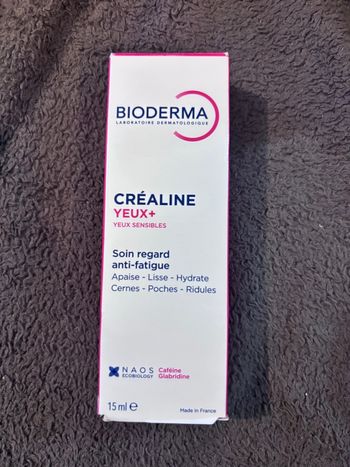 BIODERMA
LABORATOIRE DERMATOLOGIQUE
CRÉALINE
YEUX+
YEUX SENSIBLES
Soin regard
anti-fatigue
Apaise - Lisse - Hydrate
Cernes - Poches - Ridules
NAOS
ECOBIOLOGY
Caféine
Glabridine
15 ml ℮
Made in France